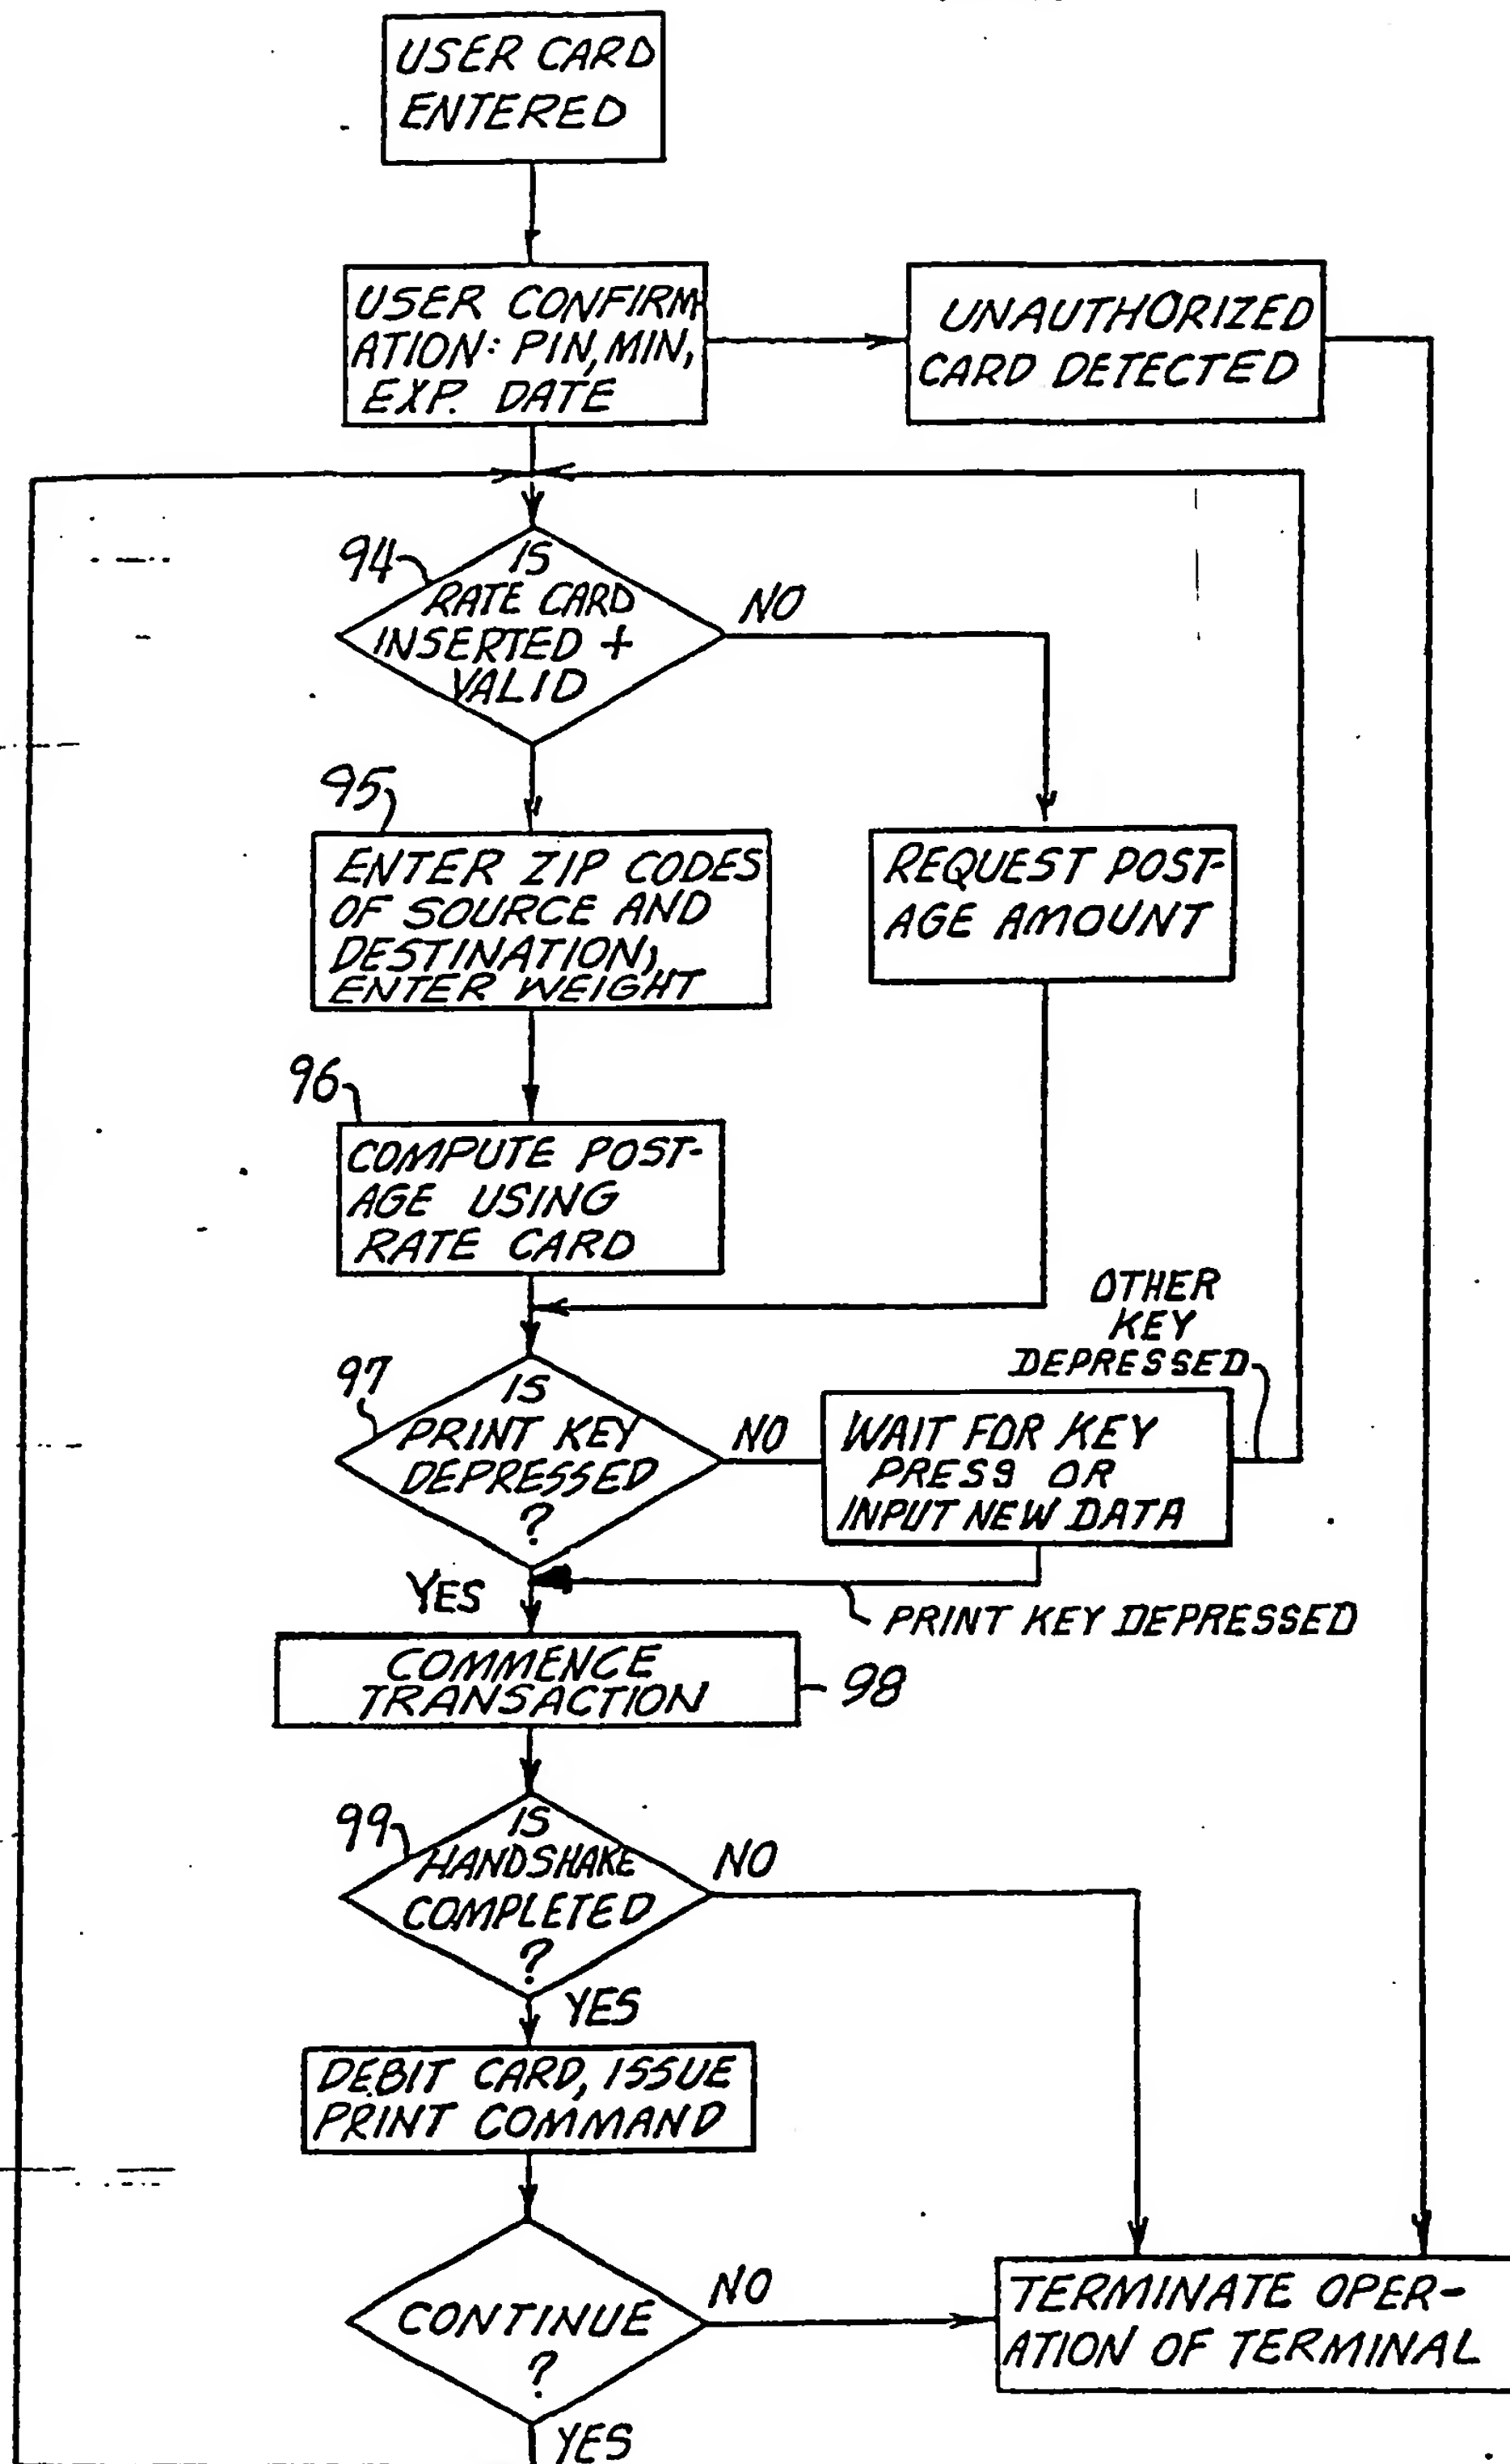 USER CARD
ENTERED
USER CONFIRM-
ATION: PIN, MIN,
EXP. DATE
UNAUTHORIZED
CARD DETECTED
94
IS
RATE CARD
INSERTED +
VALID
NO
95
ENTER ZIP CODES
OF SOURCE AND
DESTINATION,
ENTER WEIGHT
REQUEST POST-
AGE AMOUNT
96
COMPUTE POST-
AGE USING
RATE CARD
OTHER
KEY
DEPRESSED
97
IS
PRINT KEY
DEPRESSED
?
NO
WAIT FOR KEY
PRESS OR
INPUT NEW DATA
YES
PRINT KEY DEPRESSED
COMMENCE
TRANSACTION
98
99
IS
HANDSHAKE
COMPLETED
?
NO
YES
DEBIT CARD, ISSUE
PRINT COMMAND
CONTINUE
?
NO
TERMINATE OPER-
ATION OF TERMINAL
YES